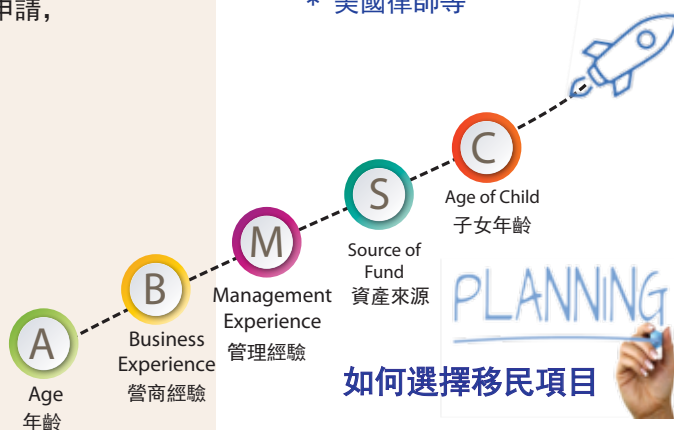 申請，
* 美國律師等
C
Age of Child
子女年齡
S
Source of
Fund
資產來源
M
Management
Experience
管理經驗
B
Business
Experience
營商經驗
A
Age
年齡
PLANNING
如何選擇移民項目